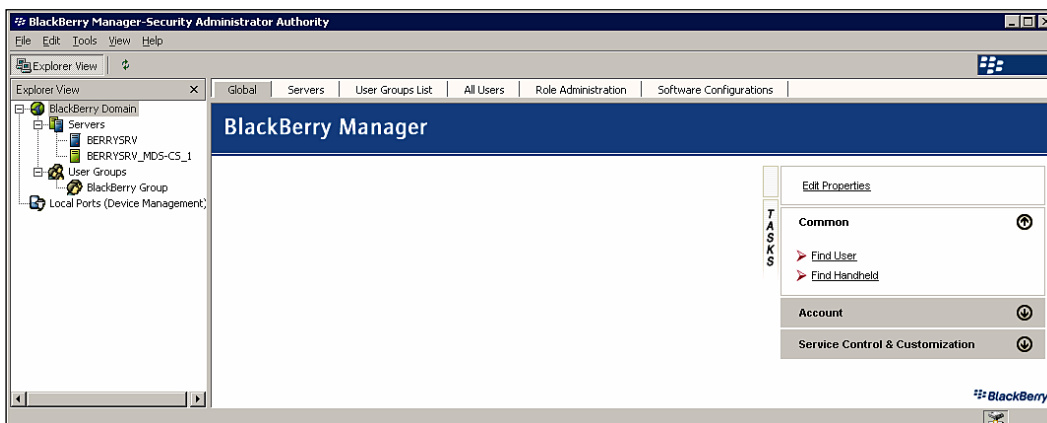 BlackBerry Manager-Security Administrator Authority
File Edit Tools View Help
Explorer View
Explorer View
Global Servers User Groups List All Users Role Administration Software Configurations
BlackBerry Domain
Servers
BERRYSRV
BERRYSRV_MDS-CS_1
User Groups
BlackBerry Group
Local Ports (Device Management)
BlackBerry Manager
TASKS
Edit Properties
Common
Find User
Find Handheld
Account
Service Control & Customization
BlackBerry